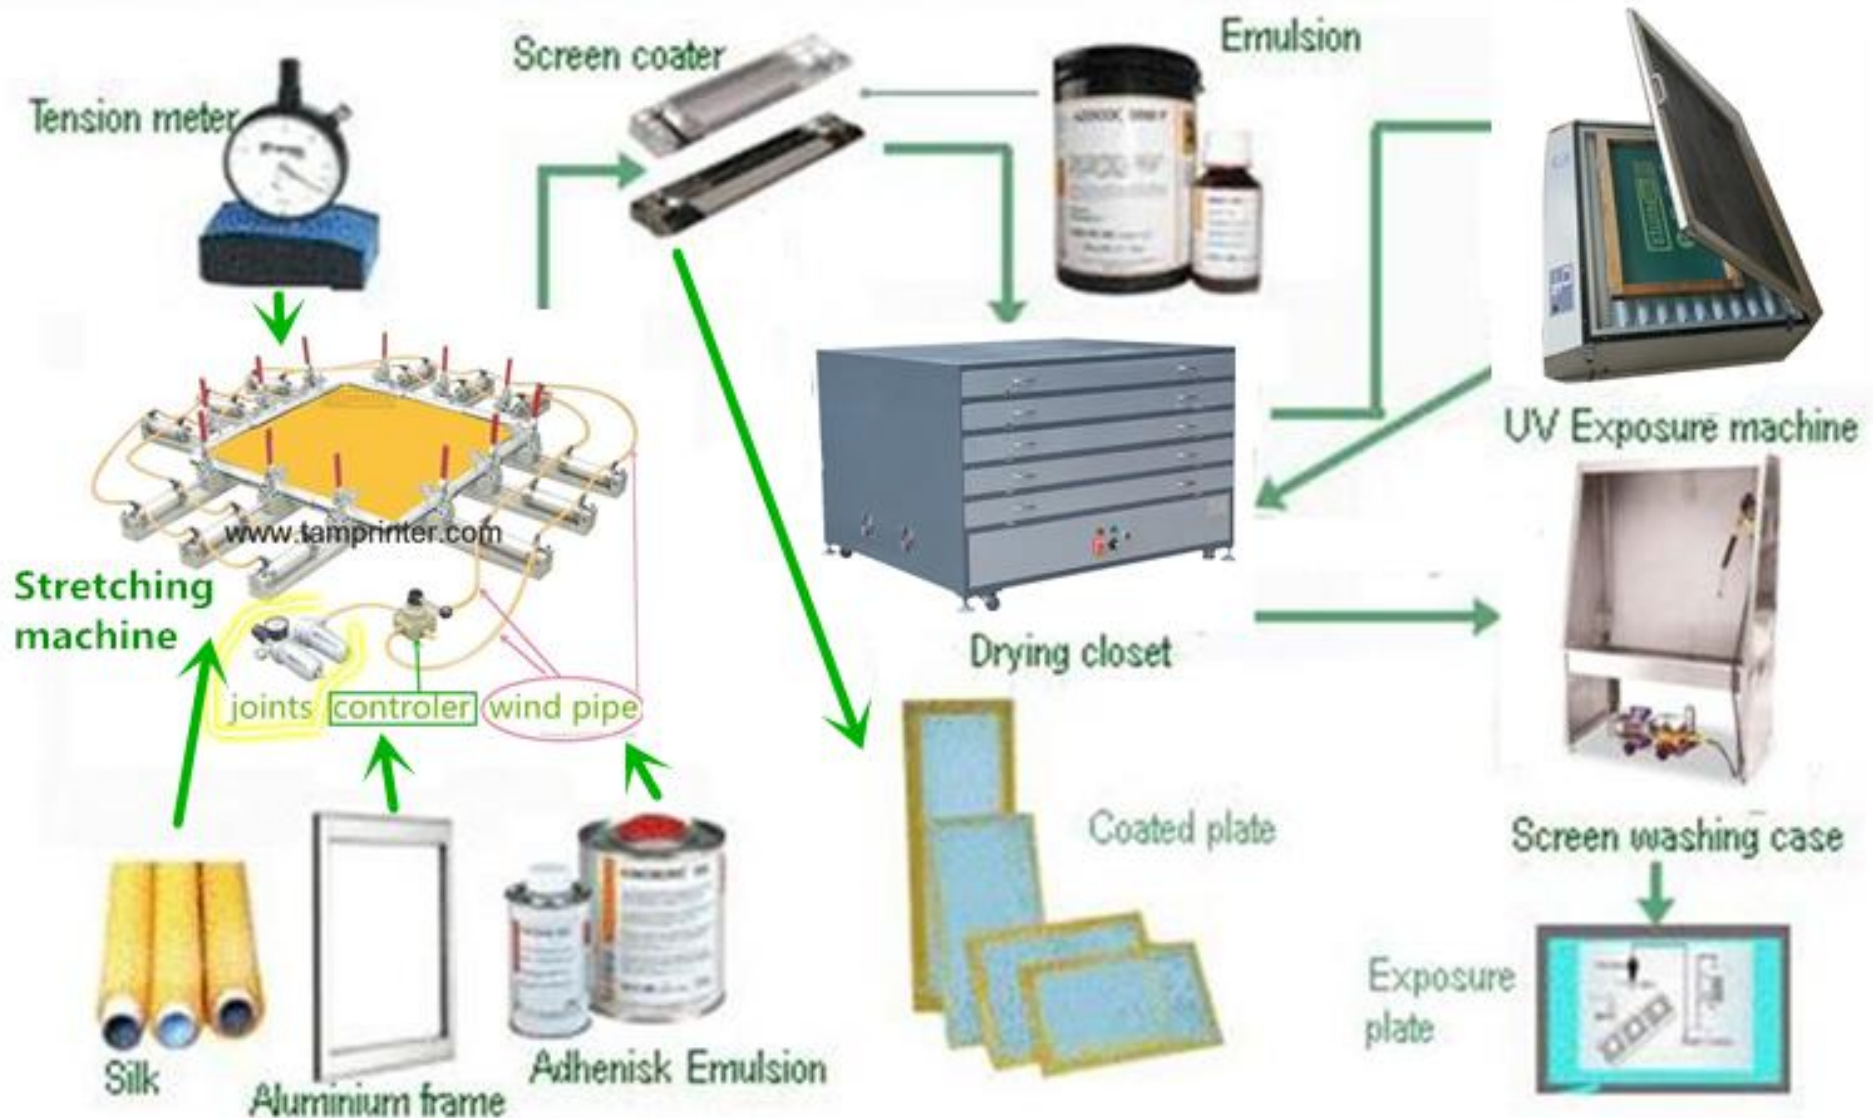 Screen coater
Emulsion
Tension meter
UV Exposure machine
www.tamprinter.com
Stretching
machine
Drying closet
joints
controler
wind pipe
Coated plate
Screen washing case
Exposure
plate
Silk
Aluminium frame
Adhenisk Emulsion